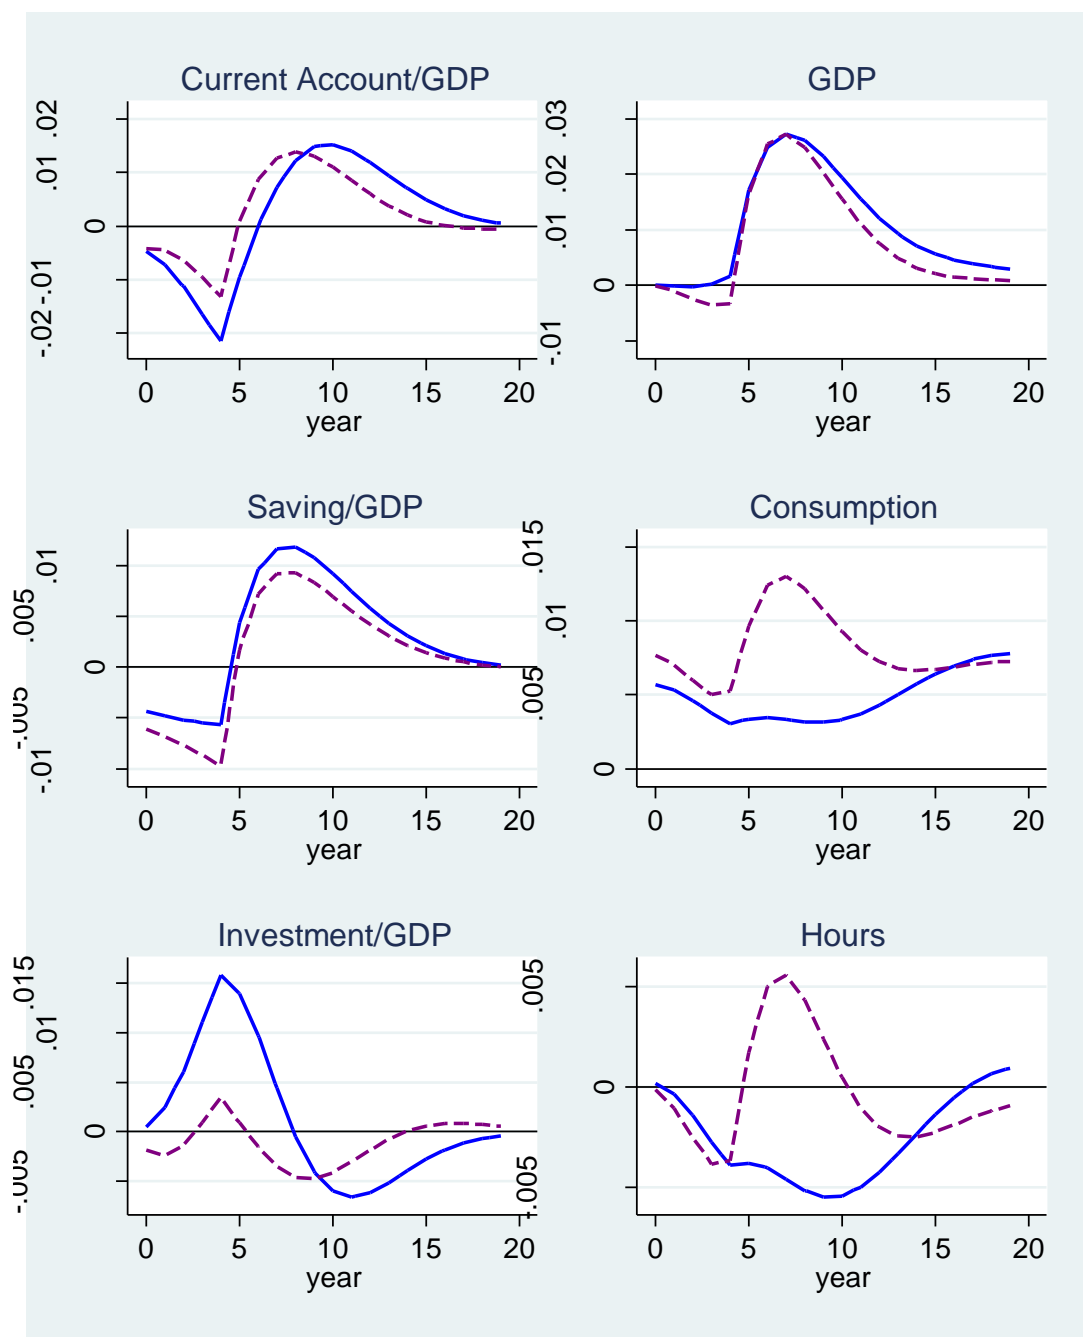 Current Account/GDP
-.02 -.01 0 .01 .02
0 5 10 15 20
year
GDP
-.01 0 .01 .02 .03
0 5 10 15 20
year
Saving/GDP
-.01 -.005 0 .005 .01
0 5 10 15 20
year
Consumption
0 .005 .01 .015
0 5 10 15 20
year
Investment/GDP
-.005 0 .005 .01 .015
0 5 10 15 20
year
Hours
-.005 0 .005
0 5 10 15 20
year